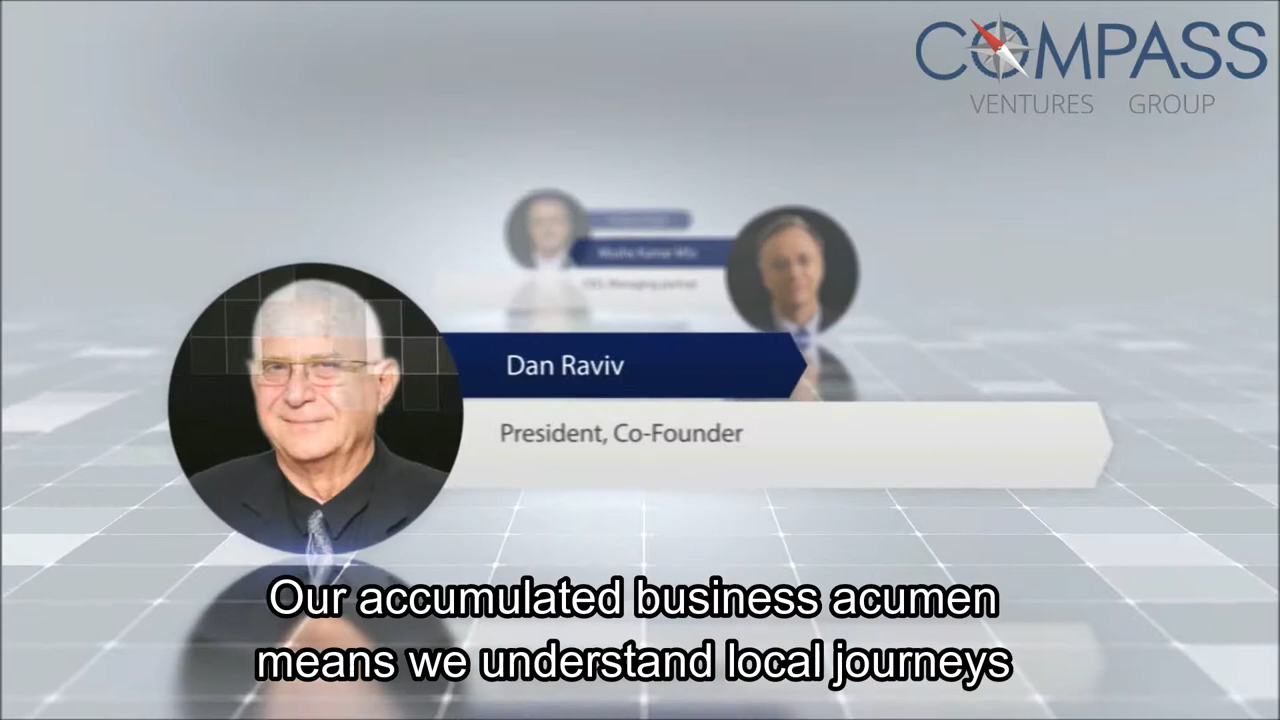 COMPASS
VENTURES GROUP
Dan Raviv
President, Co-Founder
Our accumulated business acumen
means we understand local journeys